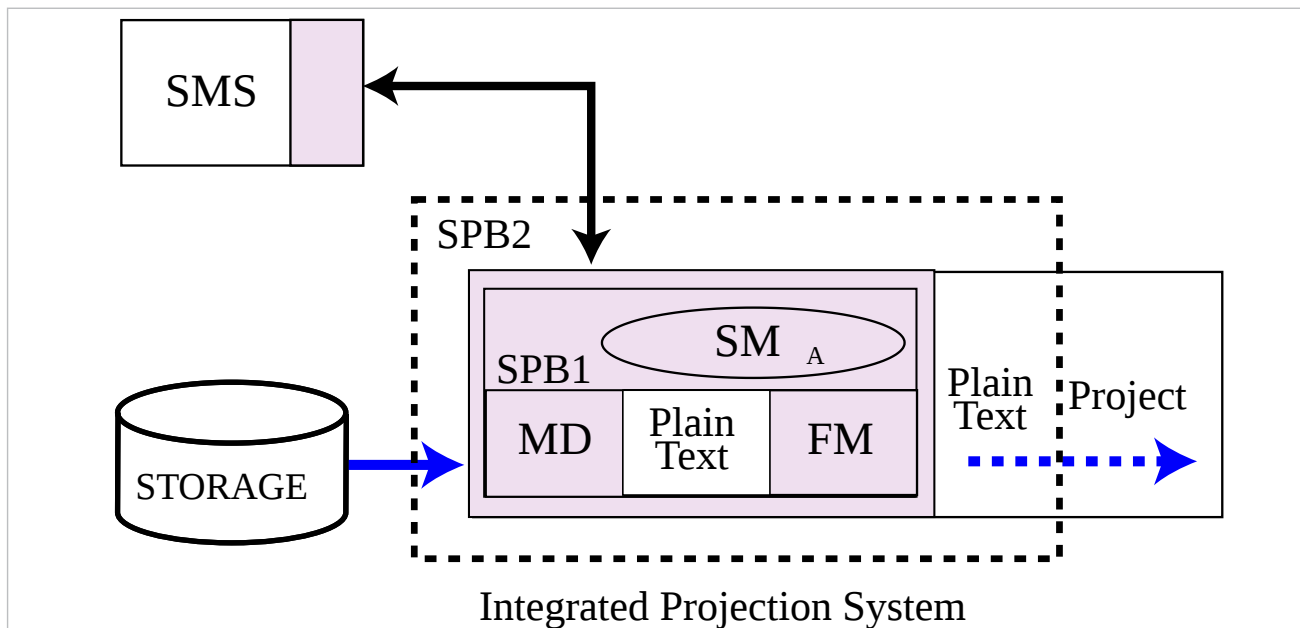 SMS
SPB2
SM A
SPB1
MD
Plain
Text
FM
Plain
Text
Project
STORAGE
Integrated Projection System